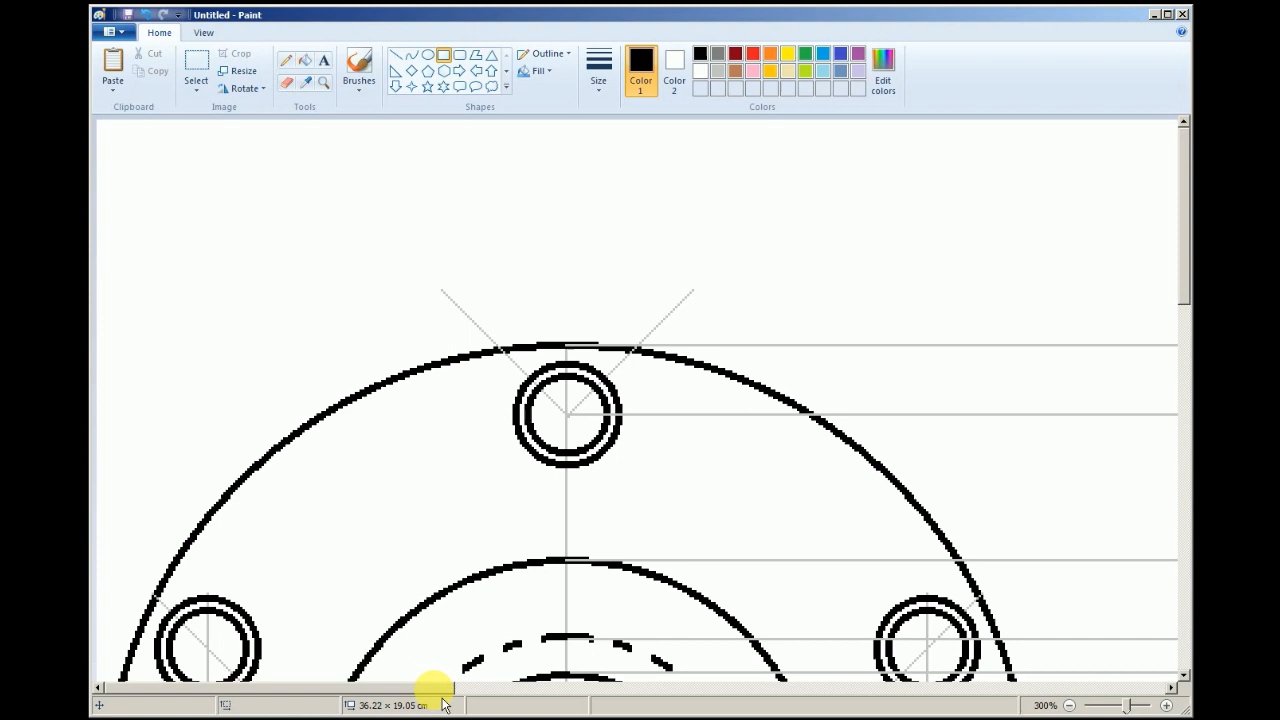 Untitled - Paint
Home View
Paste
Cut
Copy
Clipboard
Select
Crop
Resize
Rotate
Image
A
Tools
Brushes
Outline
Fill
Shapes
Size
Color 1
Color 2
Edit colors
Colors
36.22 × 19.05 cm
300%